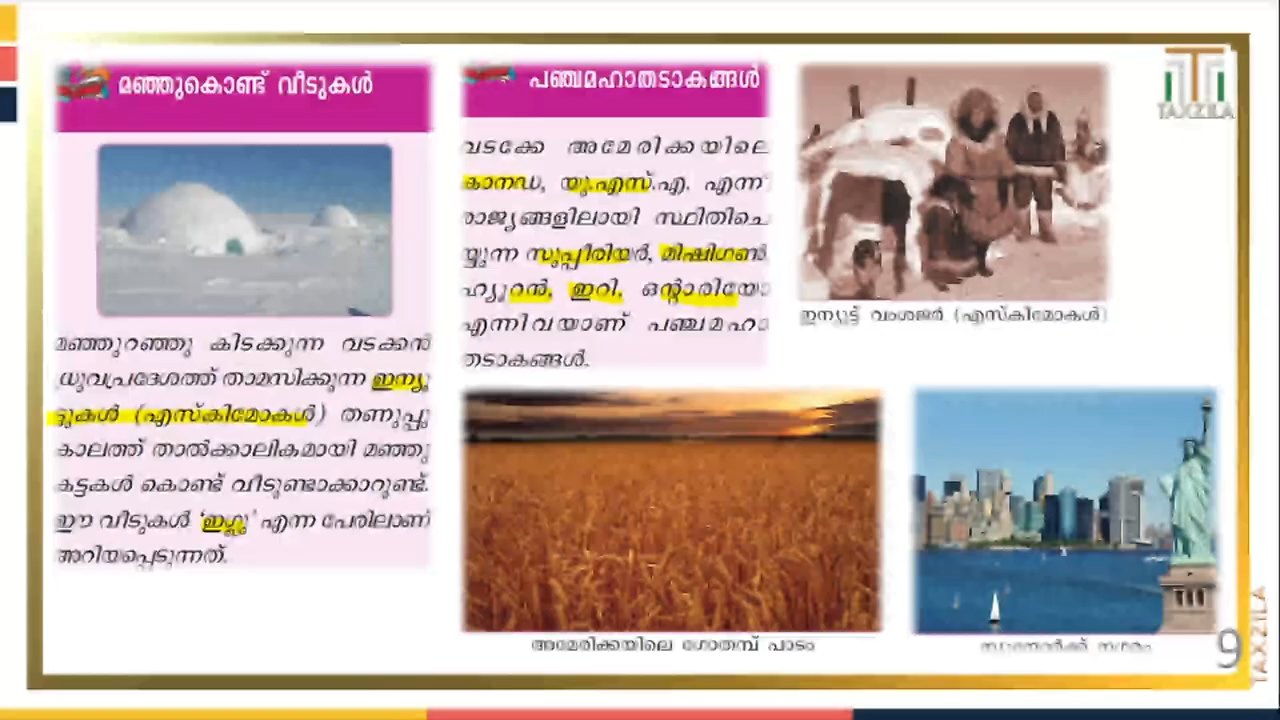 മഞ്ഞുകൊണ്ട് വീടുകൾ
മഞ്ഞുറഞ്ഞു കിടക്കുന്ന വടക്കൻ
ധ്രുവപ്രദേശത്ത് താമസിക്കുന്ന ഇന്യൂ
ട്ടുകൾ (എസ്കിമോകൾ) തണുപ്പു
കാലത്ത് താൽക്കാലികമായി മഞ്ഞു
കട്ടകൾ കൊണ്ട് വീടുണ്ടാക്കാറുണ്ട്.
ഈ വീടുകൾ 'ഇഗ്ലു' എന്ന പേരിലാണ്
അറിയപ്പെടുന്നത്.
പഞ്ചമഹാതടാകങ്ങൾ
വടക്കേ അമേരിക്കയിലെ
കാനഡ, യു.എസ്.എ. എന്നീ
രാജ്യങ്ങളിലായി സ്ഥിതിചെ
യ്യുന്ന സുപ്പീരിയർ, മിഷിഗൺ,
ഹ്യൂറൻ, ഇറി, ഒന്റാരിയോ
എന്നിവയാണ് പഞ്ചമഹാ
തടാകങ്ങൾ.
TAXZILA
ഇന്യൂട്ട് വംശജർ (എസ്കിമോകൾ)
അമേരിക്കയിലെ ഗോതമ്പ് പാടം
ന്യൂയോർക്ക് നഗരം
9
TAXZILA